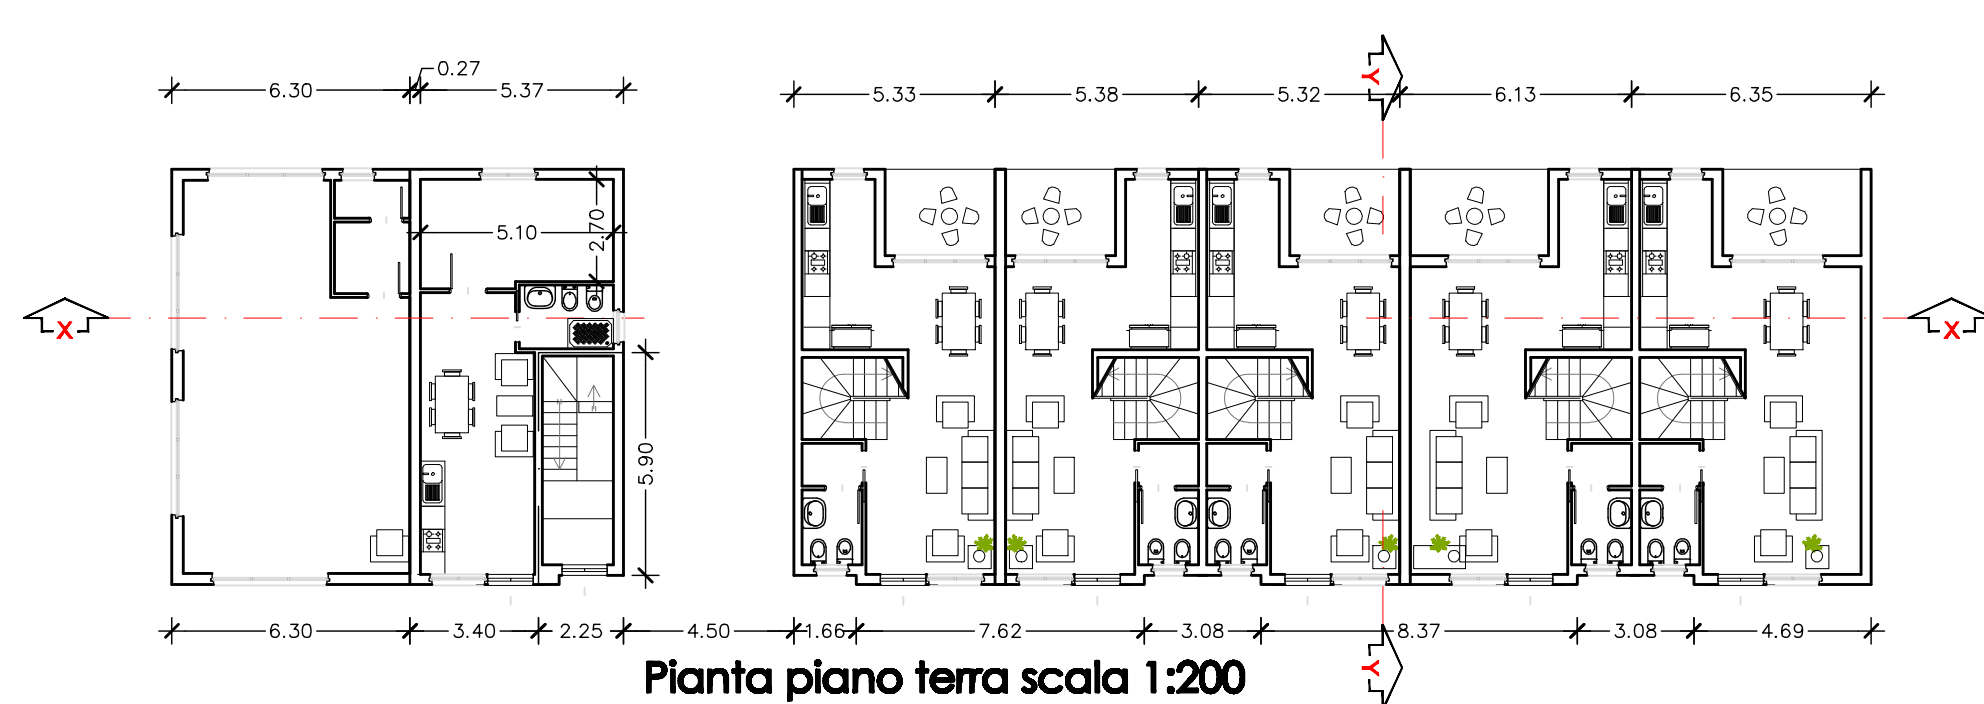 Y
0.27
6.30 5.37 5.33 5.38 5.32 6.13 6.35
2.70
5.10
X X
5.90
6.30 3.40 2.25 4.50 1.66 7.62 3.08 8.37 3.08 4.69
Y
Pianta piano terra scala 1:200